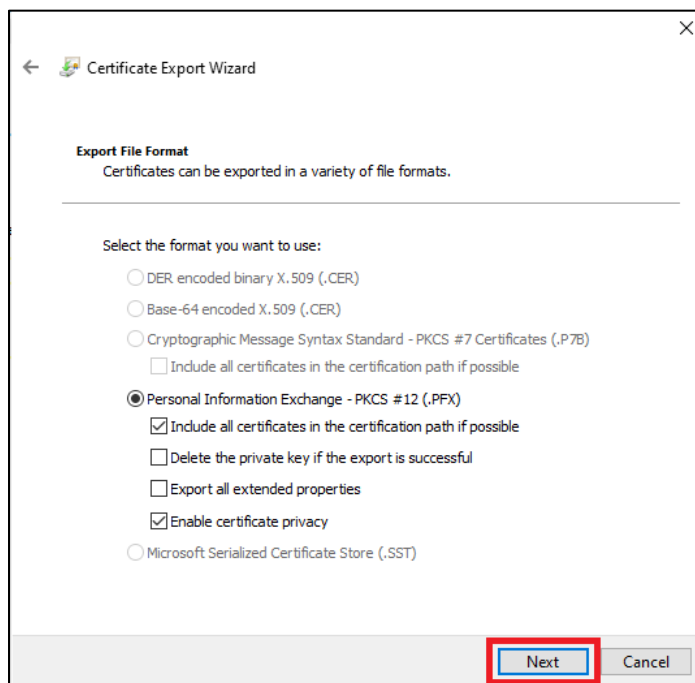 Certificate Export Wizard
Export File Format
Certificates can be exported in a variety of file formats.
Select the format you want to use:
DER encoded binary X.509 (.CER)
Base-64 encoded X.509 (.CER)
Cryptographic Message Syntax Standard - PKCS #7 Certificates (.P7B)
Include all certificates in the certification path if possible
Personal Information Exchange - PKCS #12 (.PFX)
Include all certificates in the certification path if possible
Delete the private key if the export is successful
Export all extended properties
Enable certificate privacy
Microsoft Serialized Certificate Store (.SST)
Next Cancel